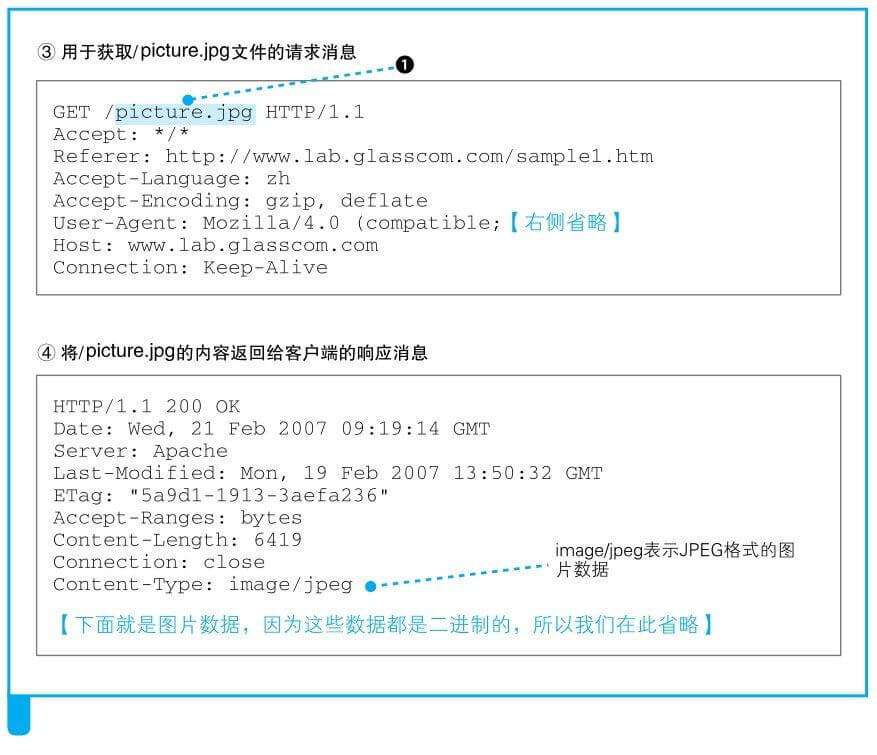 ③ 用于获取/picture.jpg文件的请求消息
❶
GET /picture.jpg HTTP/1.1
Accept: */*
Referer: http://www.lab.glasscom.com/sample1.htm
Accept-Language: zh
Accept-Encoding: gzip, deflate
User-Agent: Mozilla/4.0 (compatible;【右侧省略】
Host: www.lab.glasscom.com
Connection: Keep-Alive
④ 将/picture.jpg的内容返回给客户端的响应消息
HTTP/1.1 200 OK
Date: Wed, 21 Feb 2007 09:19:14 GMT
Server: Apache
Last-Modified: Mon, 19 Feb 2007 13:50:32 GMT
ETag: "5a9d1-1913-3aefa236"
Accept-Ranges: bytes
Content-Length: 6419
Connection: close
Content-Type: image/jpeg
image/jpeg表示JPEG格式的图
片数据
【下面就是图片数据，因为这些数据都是二进制的，所以我们在此省略】